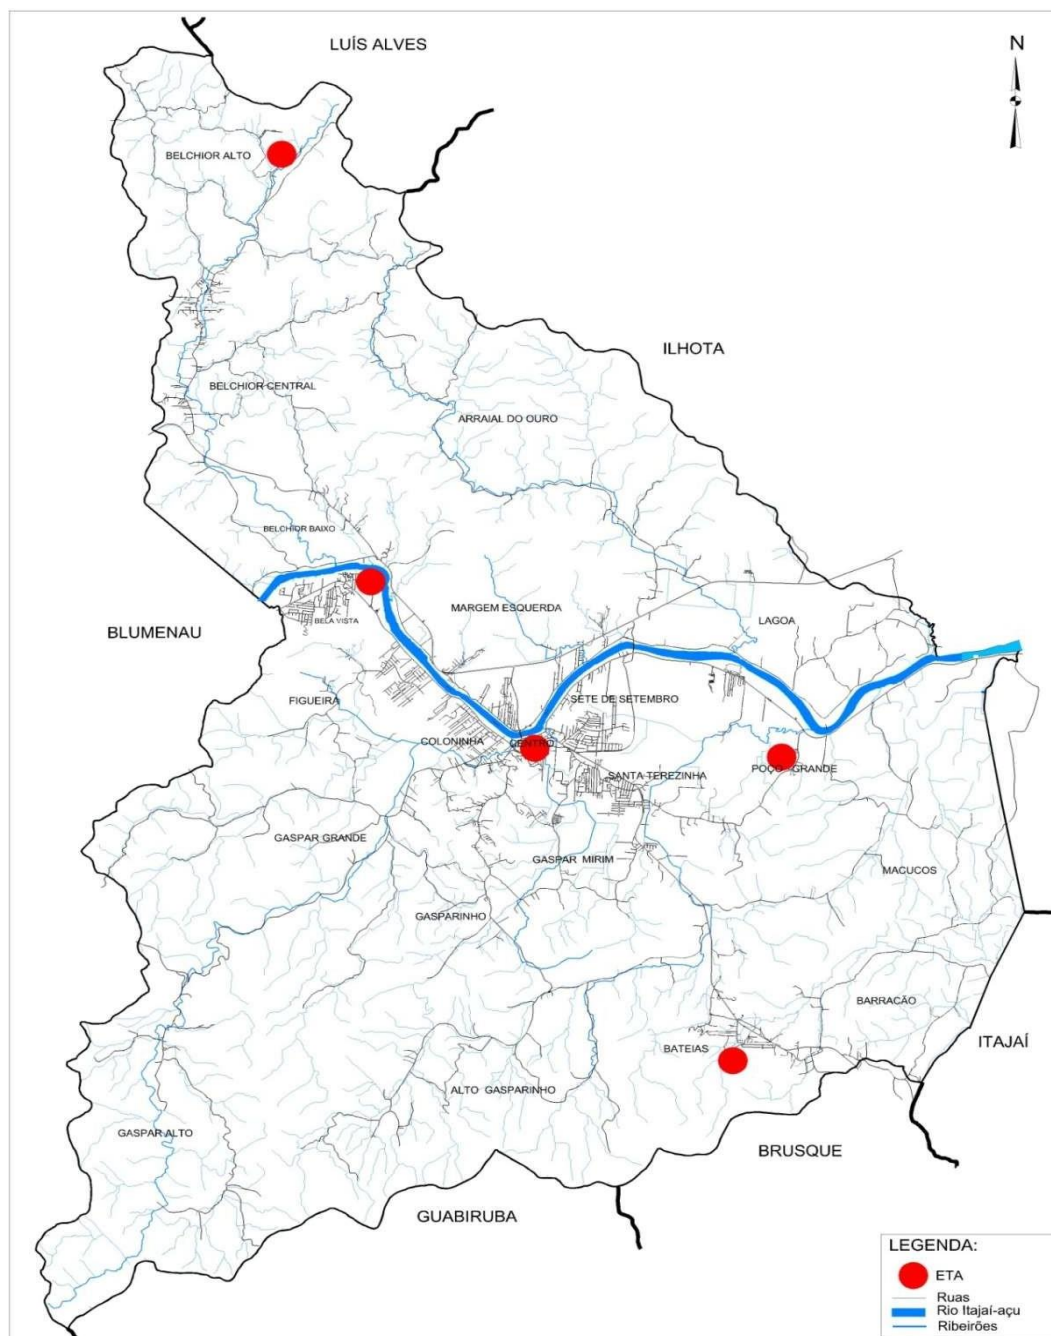 LUÍS ALVES
N
BELCHIOR ALTO
ILHOTA
BELCHIOR CENTRAL
ARRAIAL DO OURO
BELCHIOR BAIXO
MARGEM ESQUERDA
LAGOA
BELA VISTA
BLUMENAU
FIGUEIRA
SETE DE SETEMBRO
COLONINHA
CENTRO
POÇO GRANDE
SANTA TEREZINHA
GASPAR GRANDE
GASPAR MIRIM
MACUCOS
GASPARINHO
BARRACÃO
ITAJAÍ
BATEIAS
ALTO GASPARINHO
GASPAR ALTO
BRUSQUE
GUABIRUBA
LEGENDA:
ETA
Ruas
Rio Itajaí-açu
Ribeirões